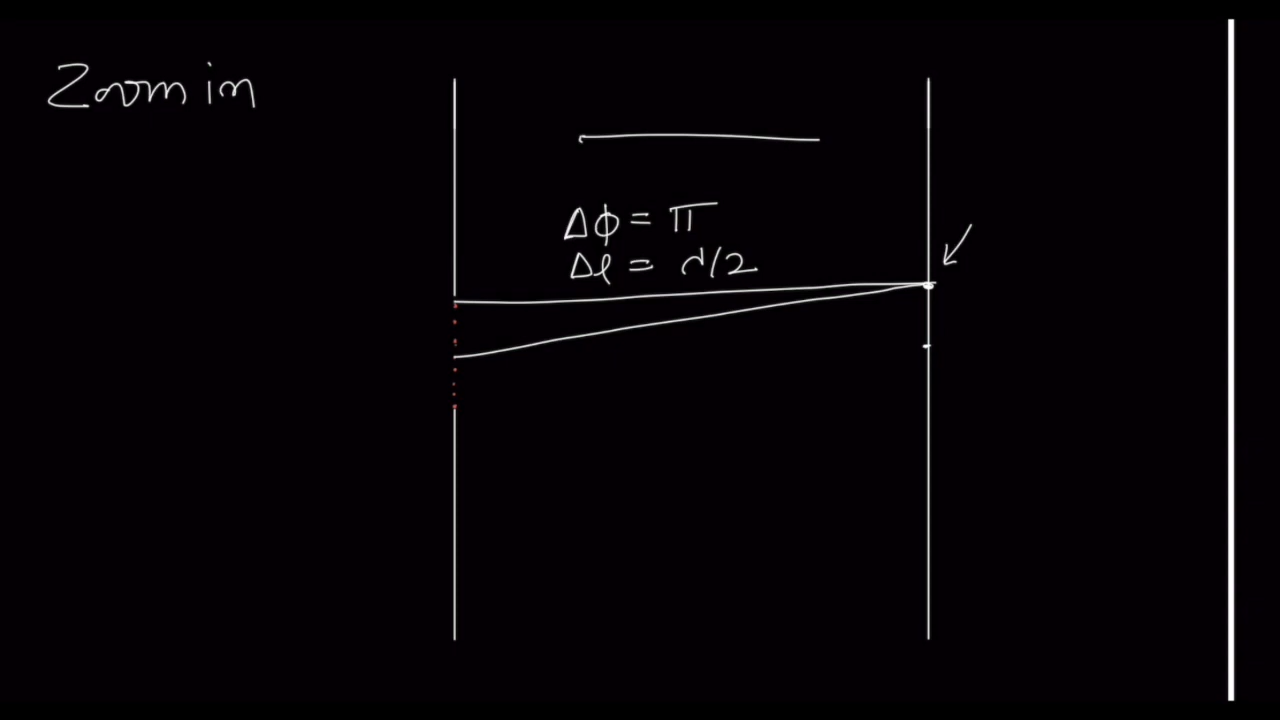 Zoom in
Δϕ = π
Δℓ = λ/2